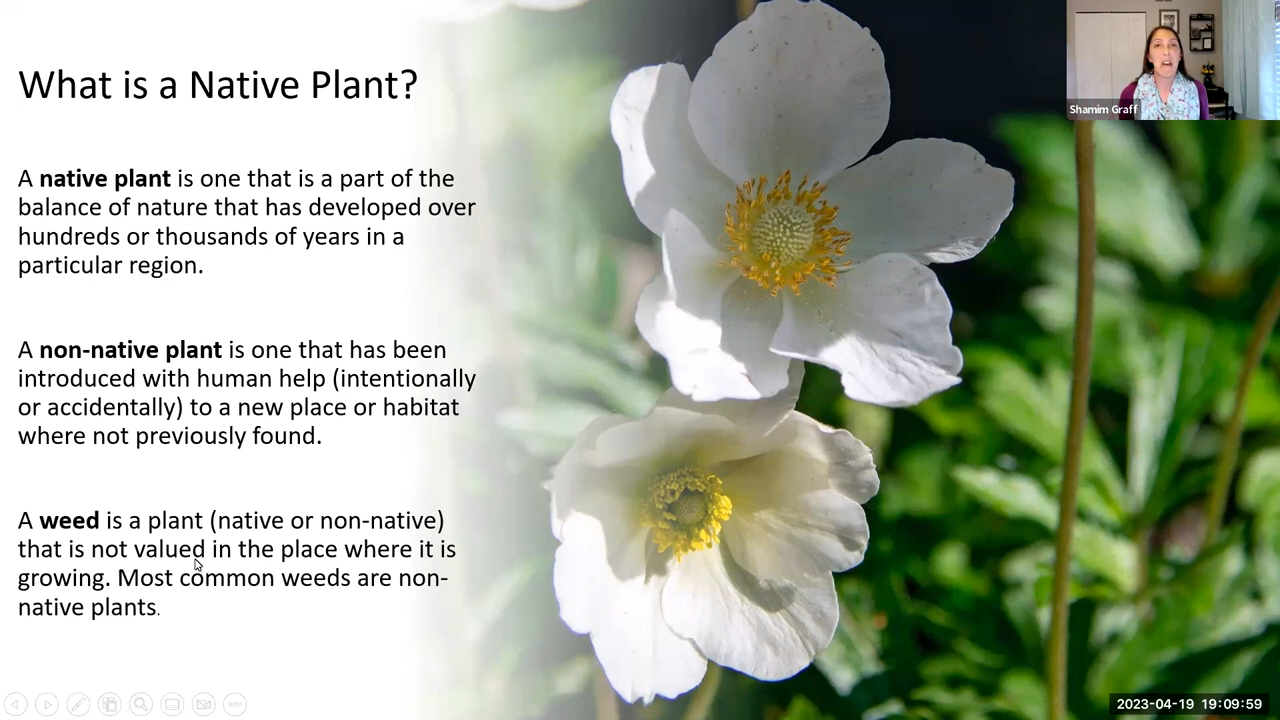 What is a Native Plant?
A native plant is one that is a part of the
balance of nature that has developed over
hundreds or thousands of years in a
particular region.
A non-native plant is one that has been
introduced with human help (intentionally
or accidentally) to a new place or habitat
where not previously found.
A weed is a plant (native or non-native)
that is not valued in the place where it is
growing. Most common weeds are non-
native plants.
Shamim Graff
2023-04-19 19:09:59